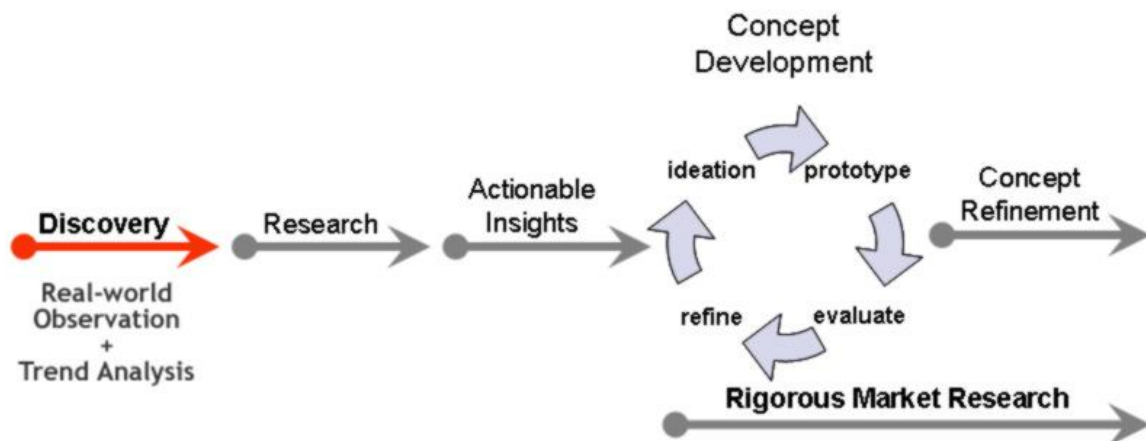 Concept
Development
ideation
prototype
Discovery
Research
Actionable
Insights
Concept
Refinement
Real-world
Observation
+
Trend Analysis
refine
evaluate
Rigorous Market Research